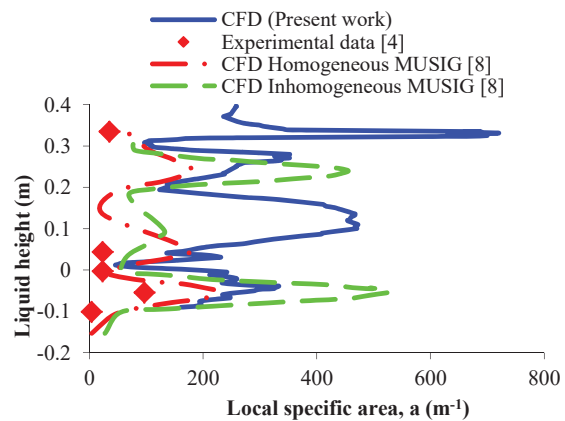 CFD (Present work)
Experimental data [4]
CFD Homogeneous MUSIG [8]
CFD Inhomogeneous MUSIG [8]
0.4
0.3
0.2
0.1
0
-0.1
-0.2
Liquid height (m)
0 200 400 600 800
Local specific area, a (m⁻¹)